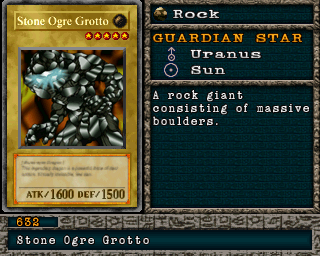 Stone Ogre Grotto
ATK/1600 DEF/1500
Rock
GUARDIAN STAR
Uranus
Sun
A rock giant
consisting of massive
boulders.
632
Stone Ogre Grotto